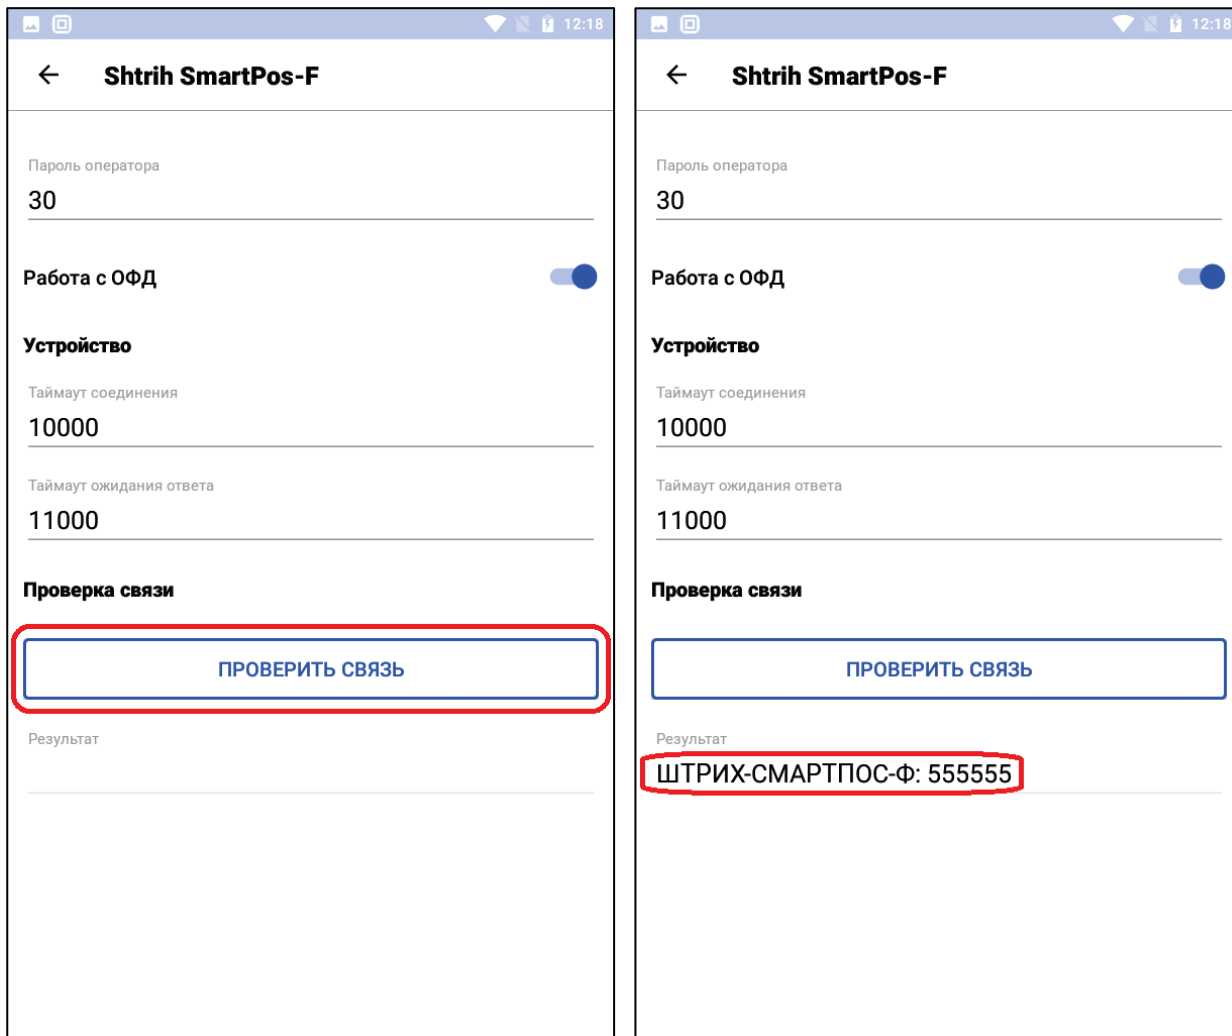 12:18
Shtrih SmartPos-F
Пароль оператора
30
Работа с ОФД
Устройство
Таймаут соединения
10000
Таймаут ожидания ответа
11000
Проверка связи
ПРОВЕРИТЬ СВЯЗЬ
Результат
12:18
Shtrih SmartPos-F
Пароль оператора
30
Работа с ОФД
Устройство
Таймаут соединения
10000
Таймаут ожидания ответа
11000
Проверка связи
ПРОВЕРИТЬ СВЯЗЬ
Результат
ШТРИХ-СМАРТПОС-Ф: 555555